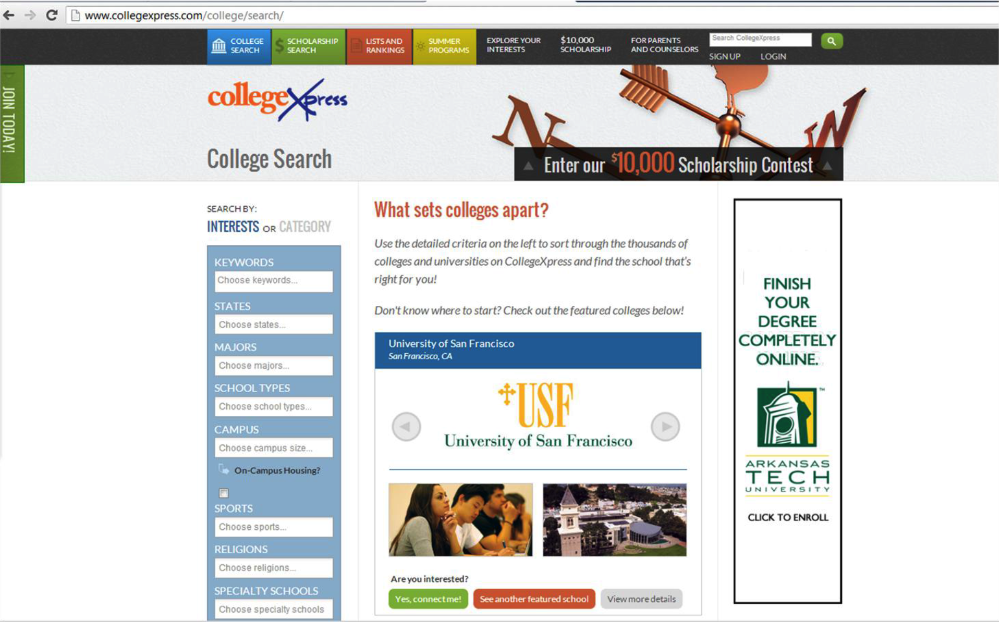 www.collegexpress.com/college/search/
COLLEGE
SEARCH
SCHOLARSHIP
SEARCH
LISTS AND
RANKINGS
SUMMER
PROGRAMS
EXPLORE YOUR
INTERESTS
$10,000
SCHOLARSHIP
FOR PARENTS
AND COUNSELORS
Search CollegeXpress
SIGN UP
LOGIN
JOIN TODAY!
collegeXpress
N
W
College Search
Enter our $10,000 Scholarship Contest
SEARCH BY:
INTERESTS OR CATEGORY
KEYWORDS
Choose keywords...
STATES
Choose states...
MAJORS
Choose majors...
SCHOOL TYPES
Choose school types...
CAMPUS
Choose campus size...
On-Campus Housing?
SPORTS
Choose sports...
RELIGIONS
Choose religions...
SPECIALTY SCHOOLS
Choose specialty schools
What sets colleges apart?
Use the detailed criteria on the left to sort through the thousands of
colleges and universities on CollegeXpress and find the school that's
right for you!
Don't know where to start? Check out the featured colleges below!
University of San Francisco
San Francisco, CA
USF
University of San Francisco
Are you interested?
Yes, connect me!
See another featured school
View more details
FINISH
YOUR
DEGREE
COMPLETELY
ONLINE.
TM
ARKANSAS
TECH
UNIVERSITY
CLICK TO ENROLL